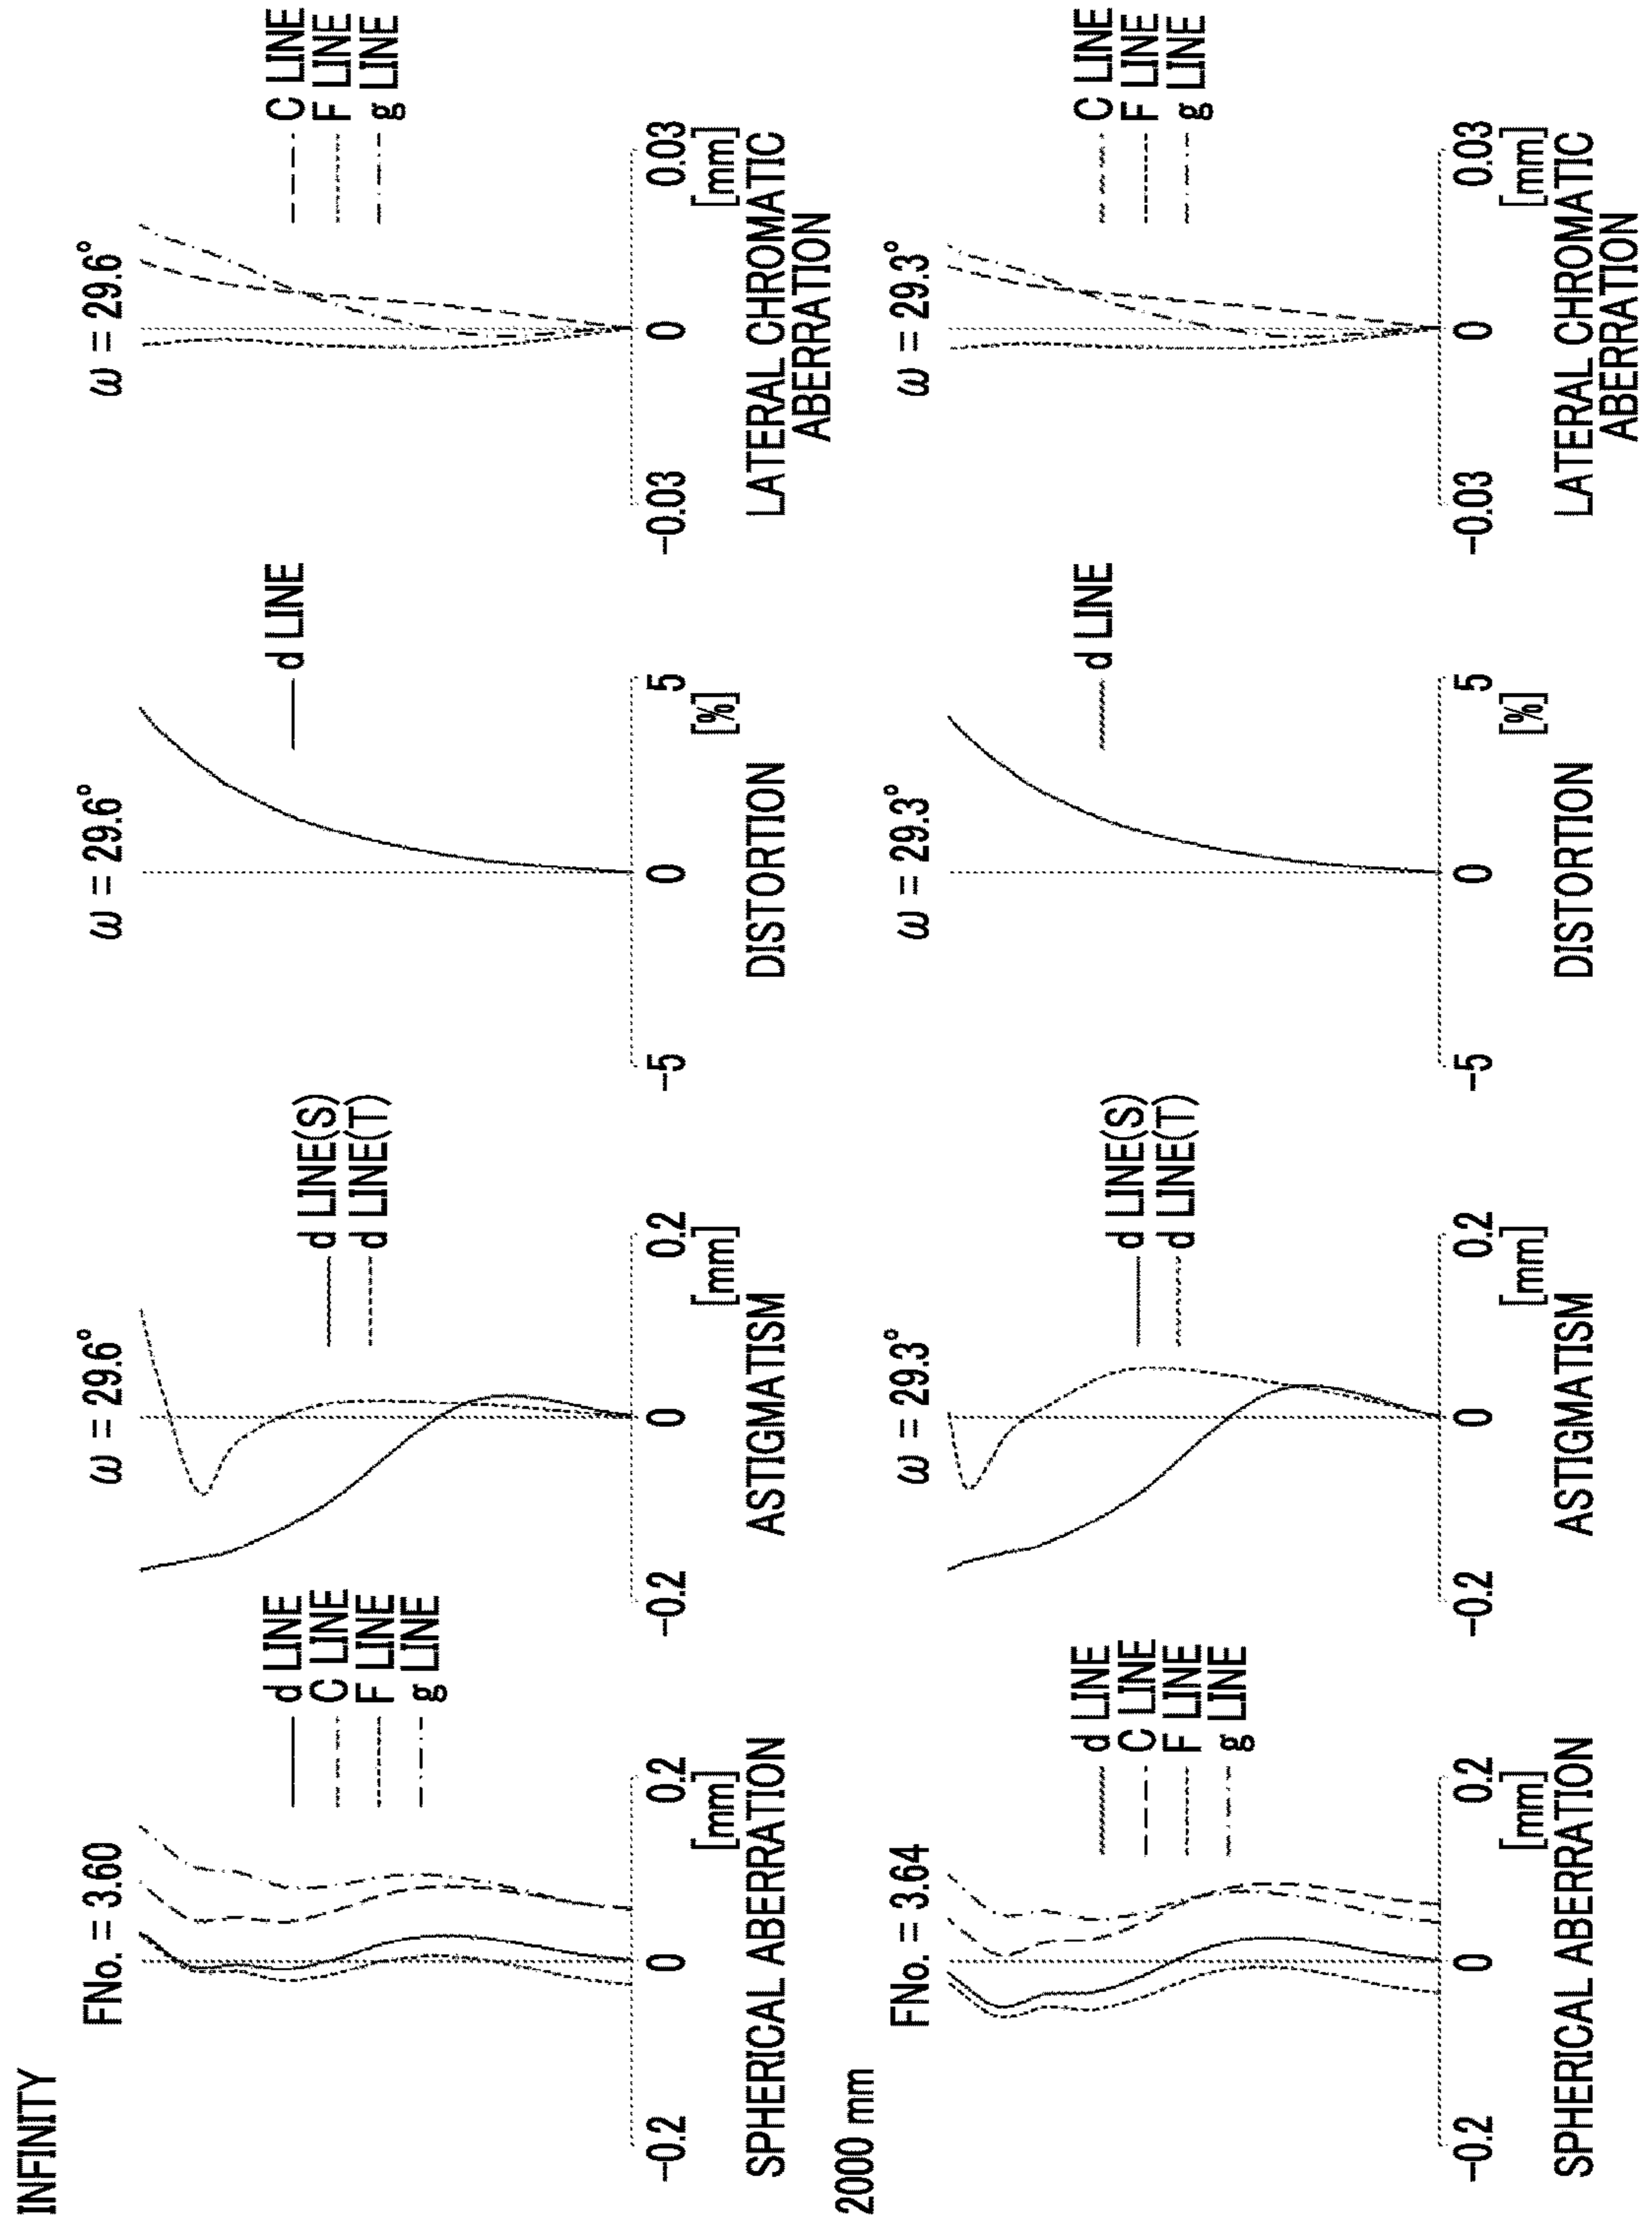 INFINITY
FNo. = 3.60
d LINE
C LINE
F LINE
g LINE
-0.2
0
0.2
[mm]
SPHERICAL ABERRATION
ω = 29.6°
d LINE(S)
d LINE(T)
-0.2
0
0.2
[mm]
ASTIGMATISM
ω = 29.6°
d LINE
-5
0
5
[%]
DISTORTION
ω = 29.6°
C LINE
F LINE
g LINE
-0.03
0
0.03
[mm]
LATERAL CHROMATIC
ABERRATION
2000 mm
FNo. = 3.64
d LINE
C LINE
F LINE
g LINE
-0.2
0
0.2
[mm]
SPHERICAL ABERRATION
ω = 29.3°
d LINE(S)
d LINE(T)
-0.2
0
0.2
[mm]
ASTIGMATISM
ω = 29.3°
d LINE
-5
0
5
[%]
DISTORTION
ω = 29.3°
C LINE
F LINE
g LINE
-0.03
0
0.03
[mm]
LATERAL CHROMATIC
ABERRATION